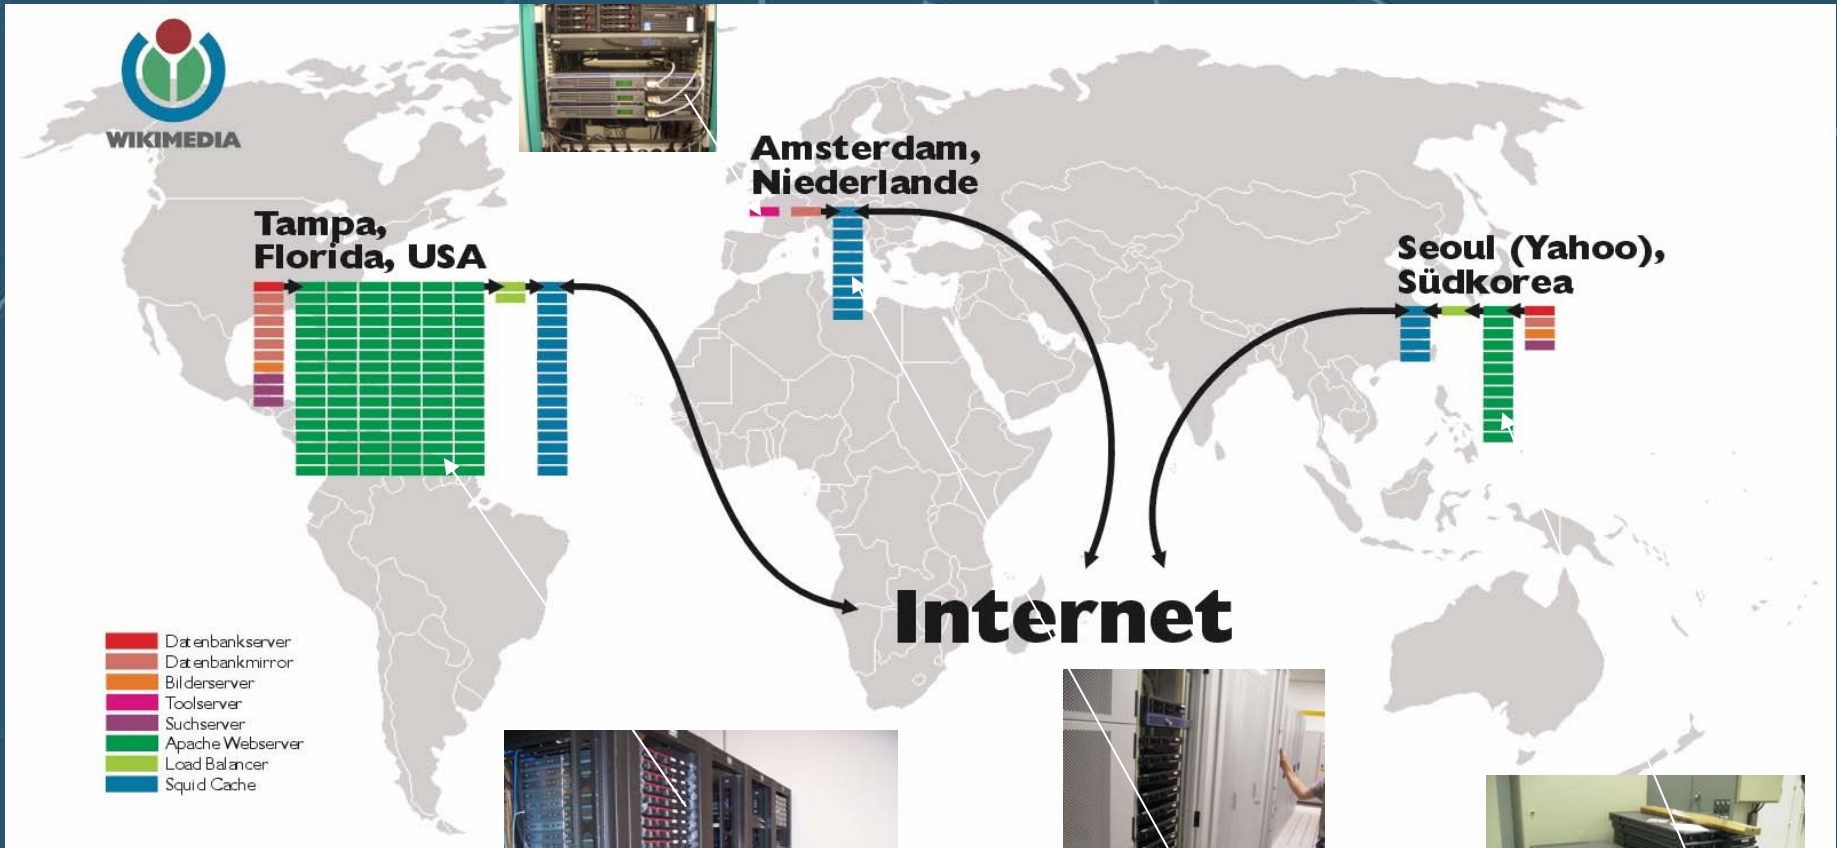 WIKIMEDIA
Amsterdam,
Niederlande
Tampa,
Florida, USA
Seoul (Yahoo),
Südkorea
Internet
Datenbankserver
Datenbankmirror
Bilderserver
Toolserver
Suchserver
Apache Webserver
Load Balancer
Squid Cache